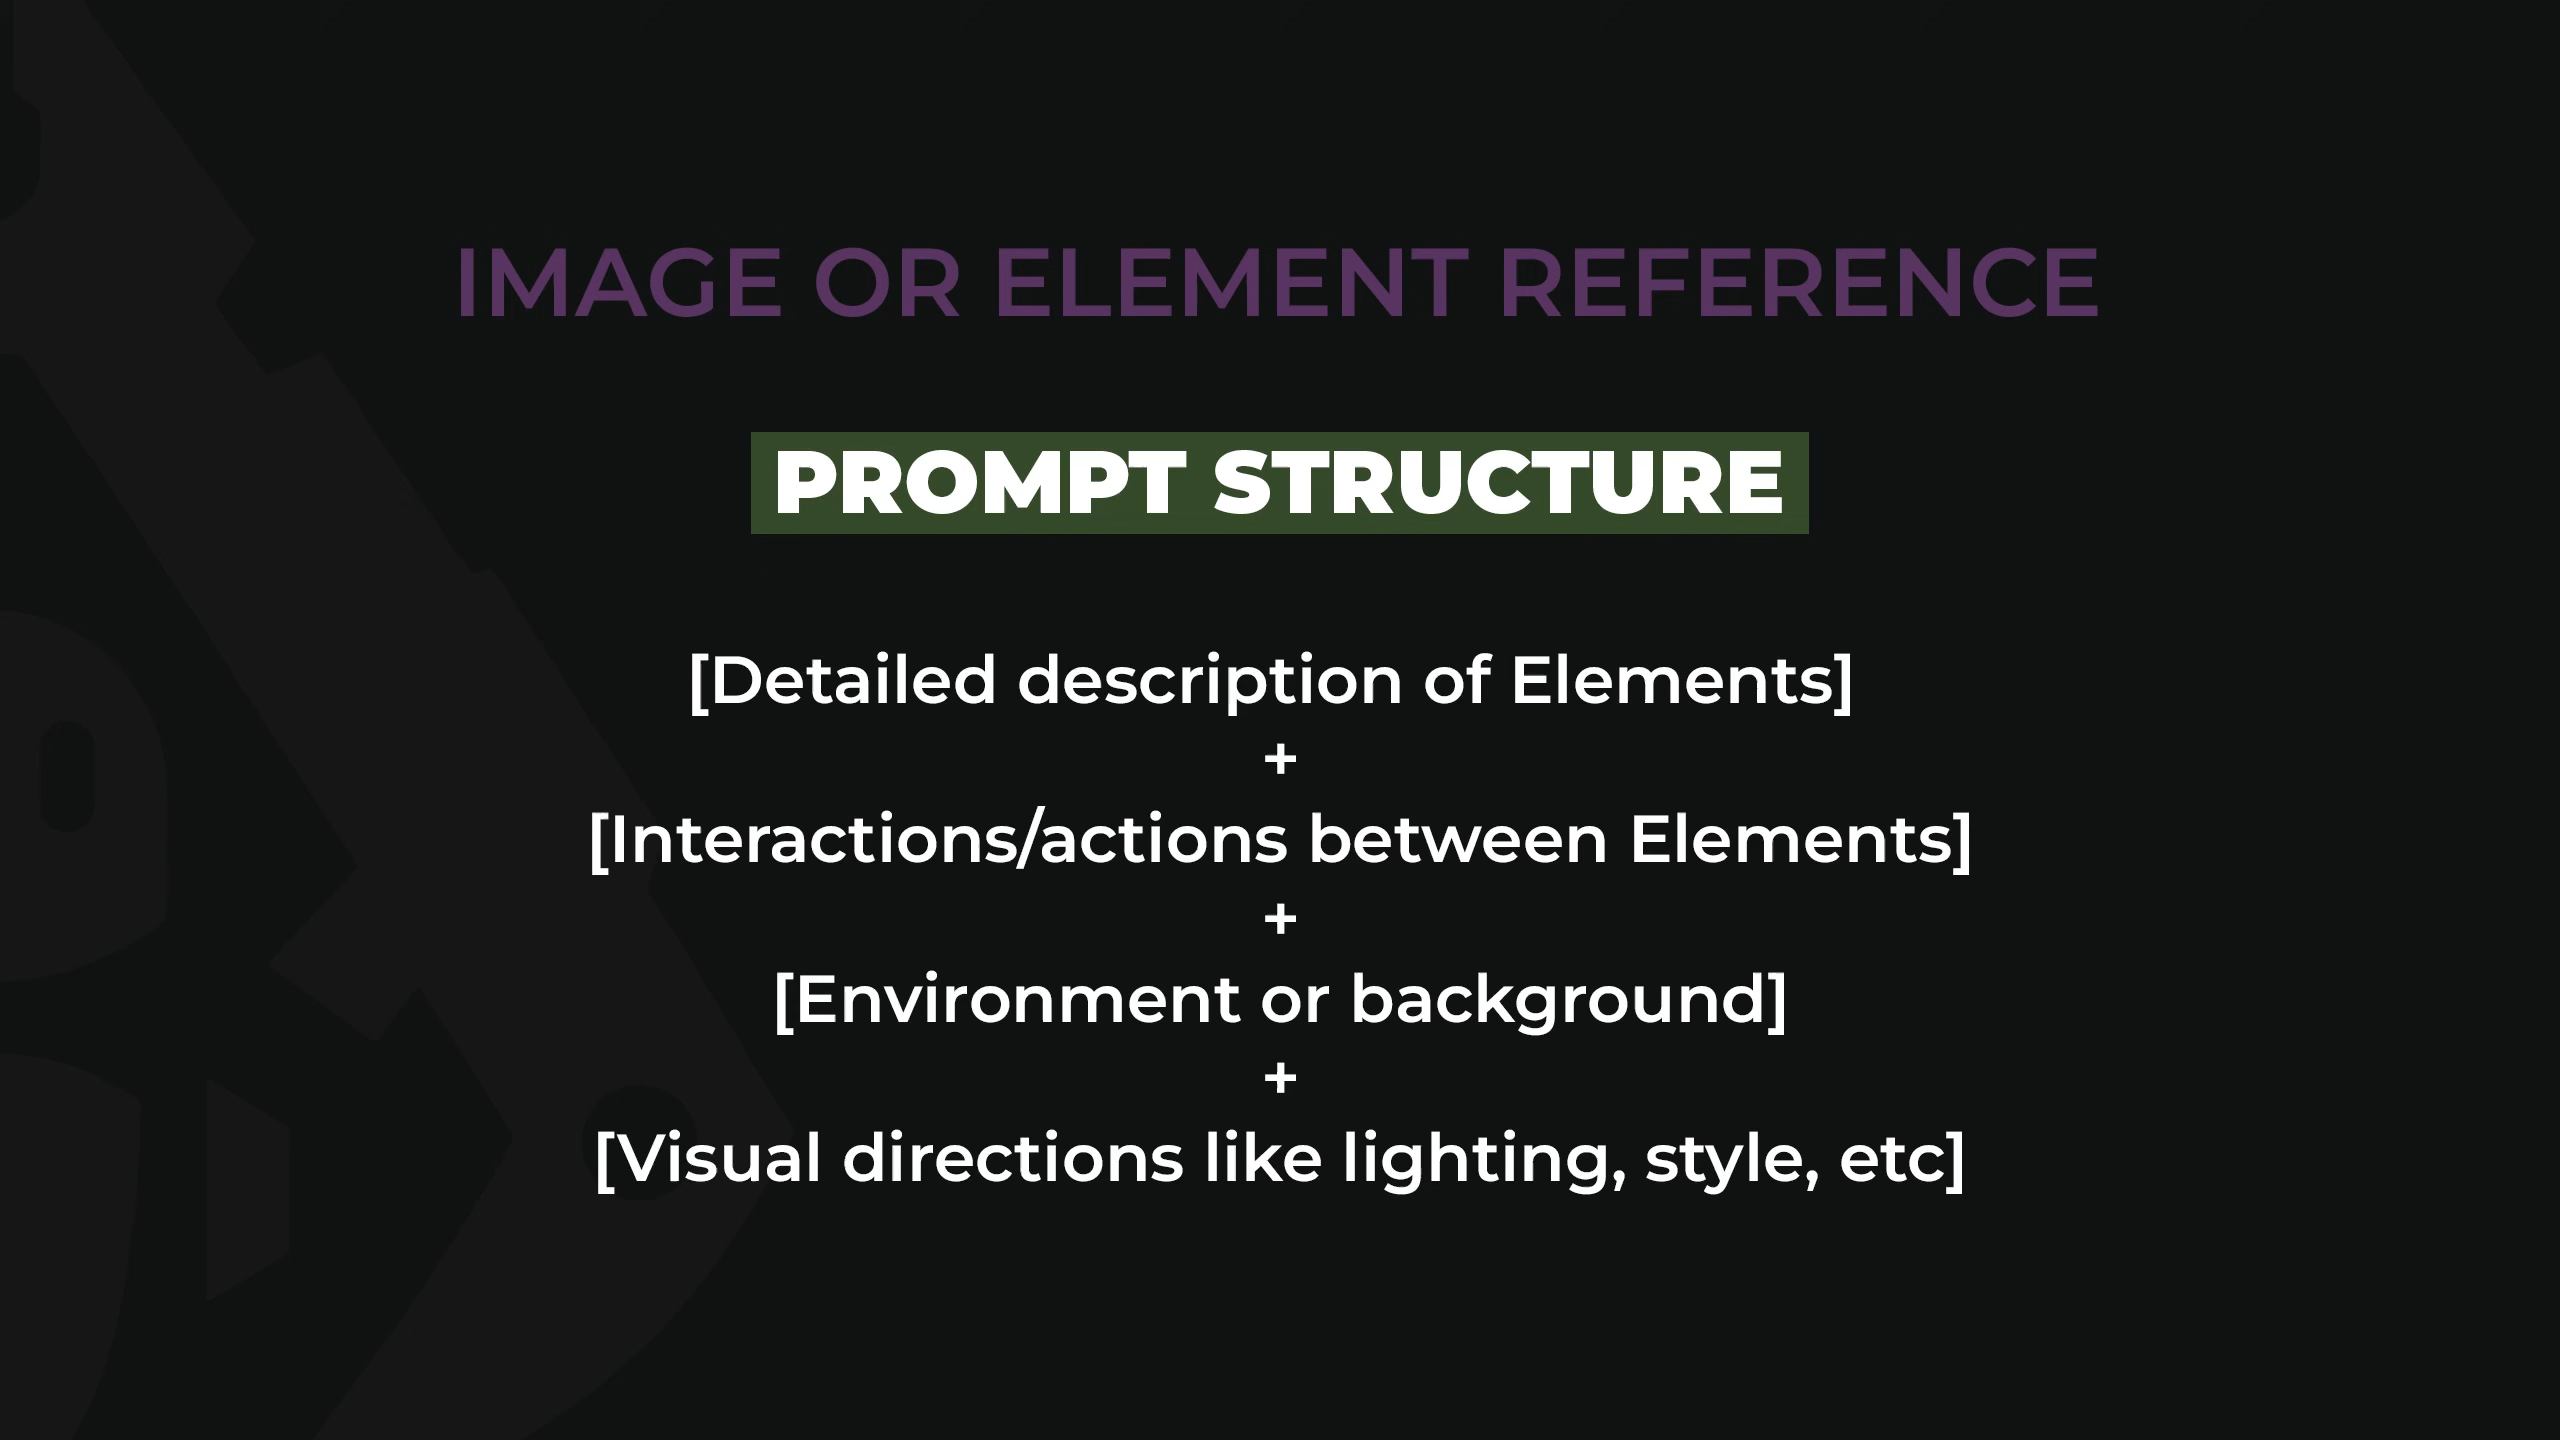 IMAGE OR ELEMENT REFERENCE
PROMPT STRUCTURE
[Detailed description of Elements]
+
[Interactions/actions between Elements]
+
[Environment or background]
+
[Visual directions like lighting, style, etc]